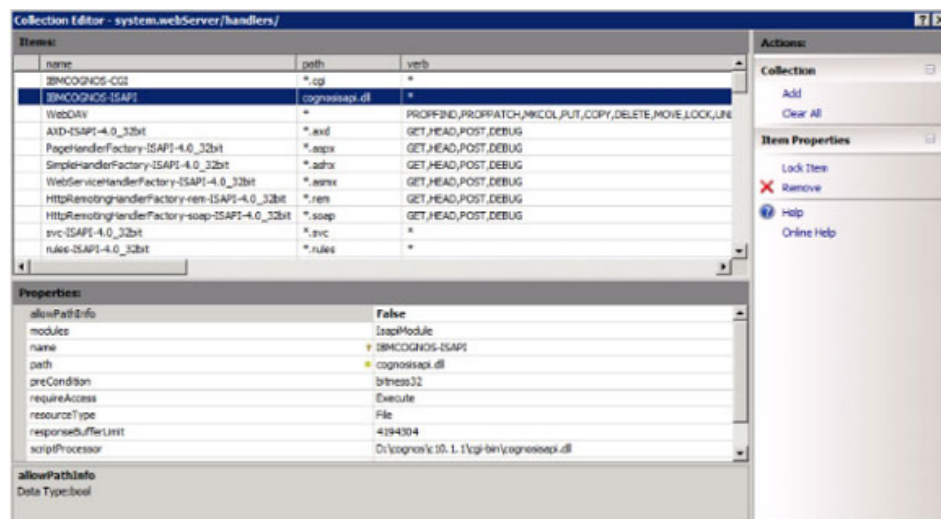 Collection Editor - system.webServer/handlers/
Items:
name path verb
IBMCOGNOS-CGI *.cgi *
IBMCOGNOS-ISAPI cognosisapi.dll *
WebDAV * PROPFIND,PROPPATCH,MKCOL,PUT,COPY,DELETE,MOVE,LOCK,UN
AXD-ISAPI-4.0_32bit *.axd GET,HEAD,POST,DEBUG
PageHandlerFactory-ISAPI-4.0_32bit *.aspx GET,HEAD,POST,DEBUG
SimpleHandlerFactory-ISAPI-4.0_32bit *.ashx GET,HEAD,POST,DEBUG
WebServiceHandlerFactory-ISAPI-4.0_32bit *.asmx GET,HEAD,POST,DEBUG
HttpRemotingHandlerFactory-rem-ISAPI-4.0_32bit *.rem GET,HEAD,POST,DEBUG
HttpRemotingHandlerFactory-soap-ISAPI-4.0_32bit *.soap GET,HEAD,POST,DEBUG
svc-ISAPI-4.0_32bit *.svc *
rules-ISAPI-4.0_32bit *.rules *
Properties:
allowPathInfo False
modules IsapiModule
name IBMCOGNOS-ISAPI
path cognosisapi.dll
preCondition bitness32
requireAccess Execute
resourceType File
responseBufferLimit 4194304
scriptProcessor D:\cognos\c10.1.1\cgi-bin\cognosisapi.dll
allowPathInfo
Data Type:bool
Actions:
Collection
Add
Clear All
Item Properties
Lock Item
Remove
Help
Online Help